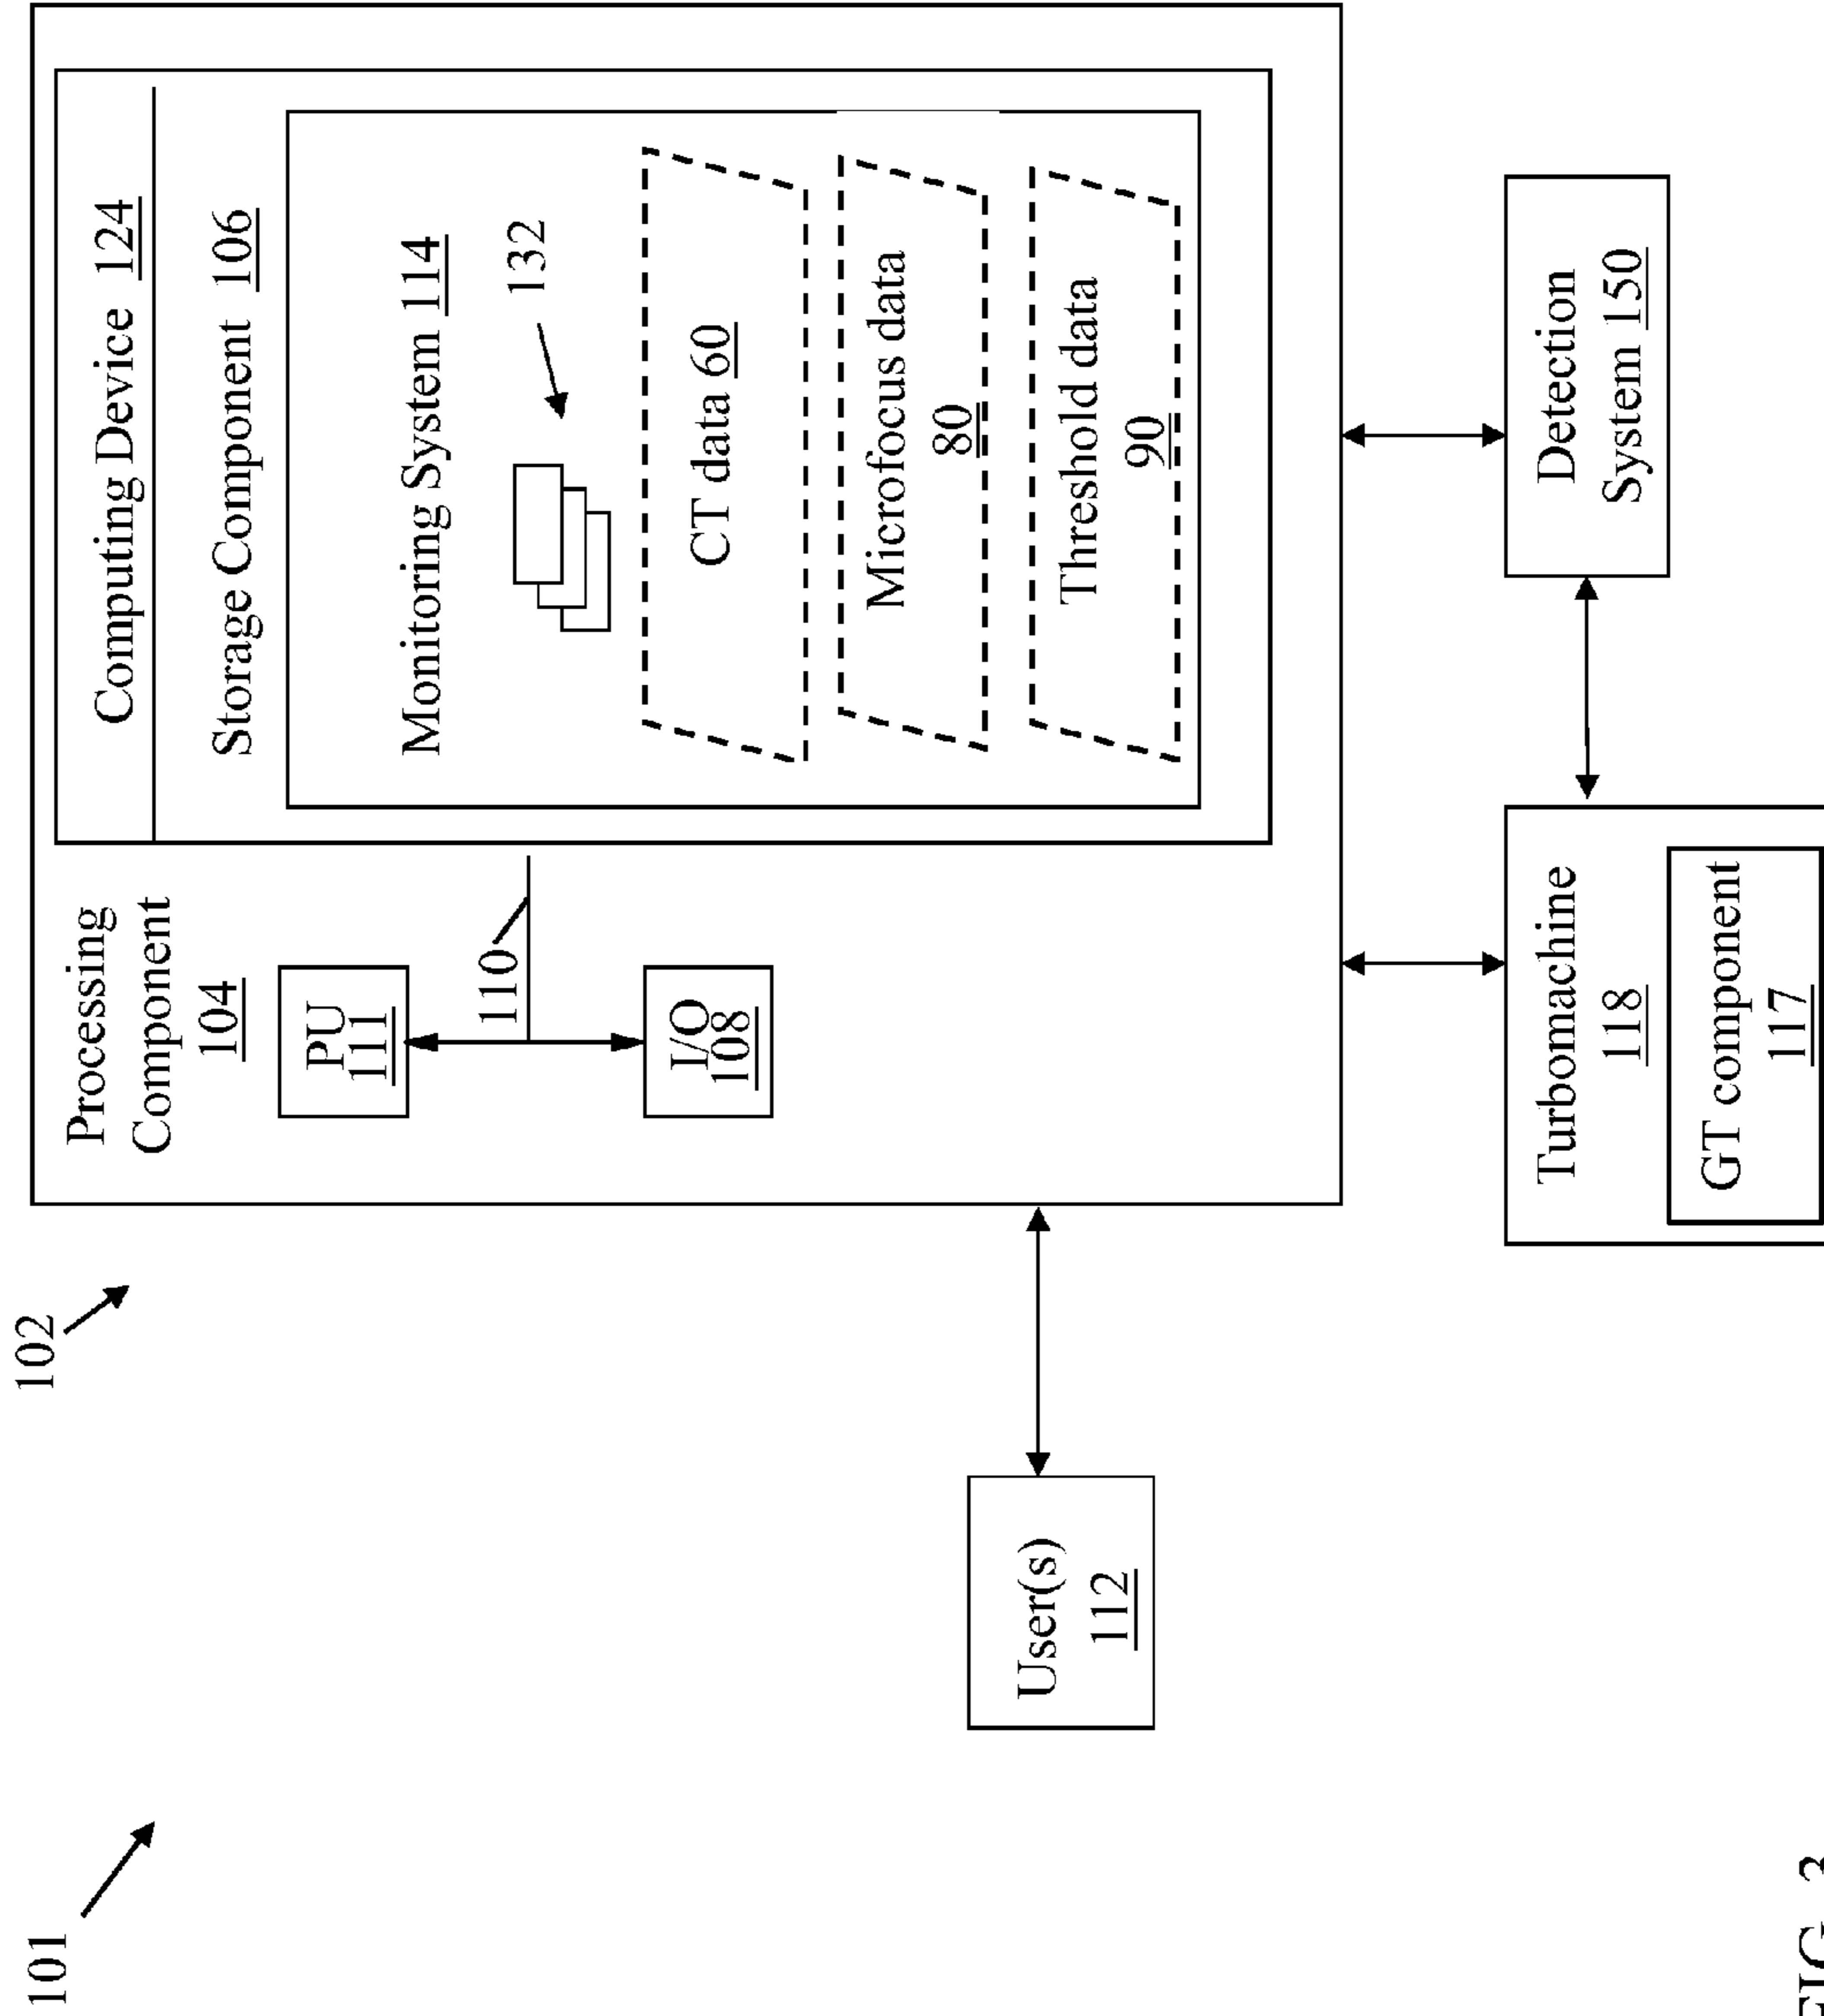 101
102
Computing Device 124
Processing
Component
104
Storage Component 106
PU
111
Monitoring System 114
110
132
I/O
108
CT data 60
Microfocus data
80
Threshold data
90
User(s)
112
Turbomachine
118
GT component
117
Detection
System 150
FIG. 3